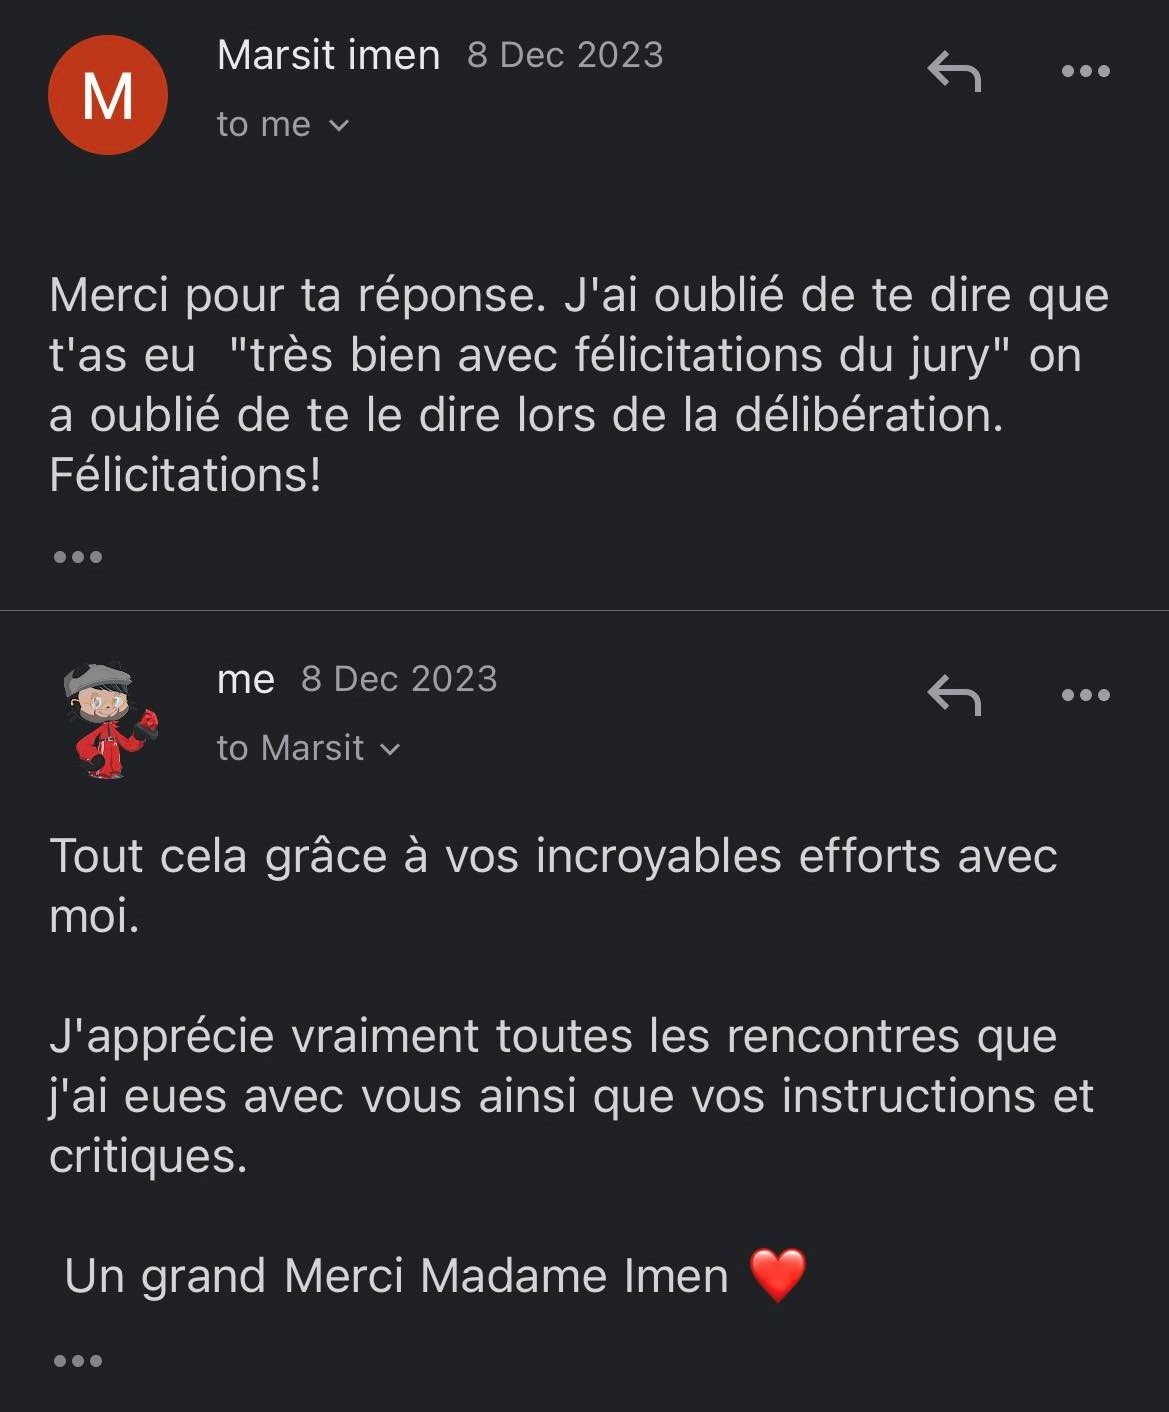 M
Marsit imen 8 Dec 2023
to me
Merci pour ta réponse. J'ai oublié de te dire que
t'as eu  "très bien avec félicitations du jury" on
a oublié de te le dire lors de la délibération.
Félicitations!
me 8 Dec 2023
to Marsit
Tout cela grâce à vos incroyables efforts avec
moi.
J'apprécie vraiment toutes les rencontres que
j'ai eues avec vous ainsi que vos instructions et
critiques.
Un grand Merci Madame Imen ❤️